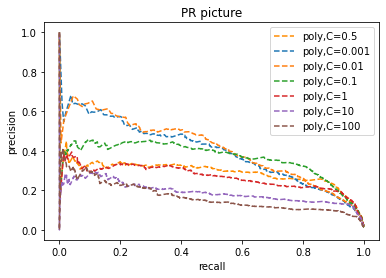 PR picture
precision
1.0
0.8
0.6
0.4
0.2
0.0
poly,C=0.5
poly,C=0.001
poly,C=0.01
poly,C=0.1
poly,C=1
poly,C=10
poly,C=100
0.0 0.2 0.4 0.6 0.8 1.0
recall